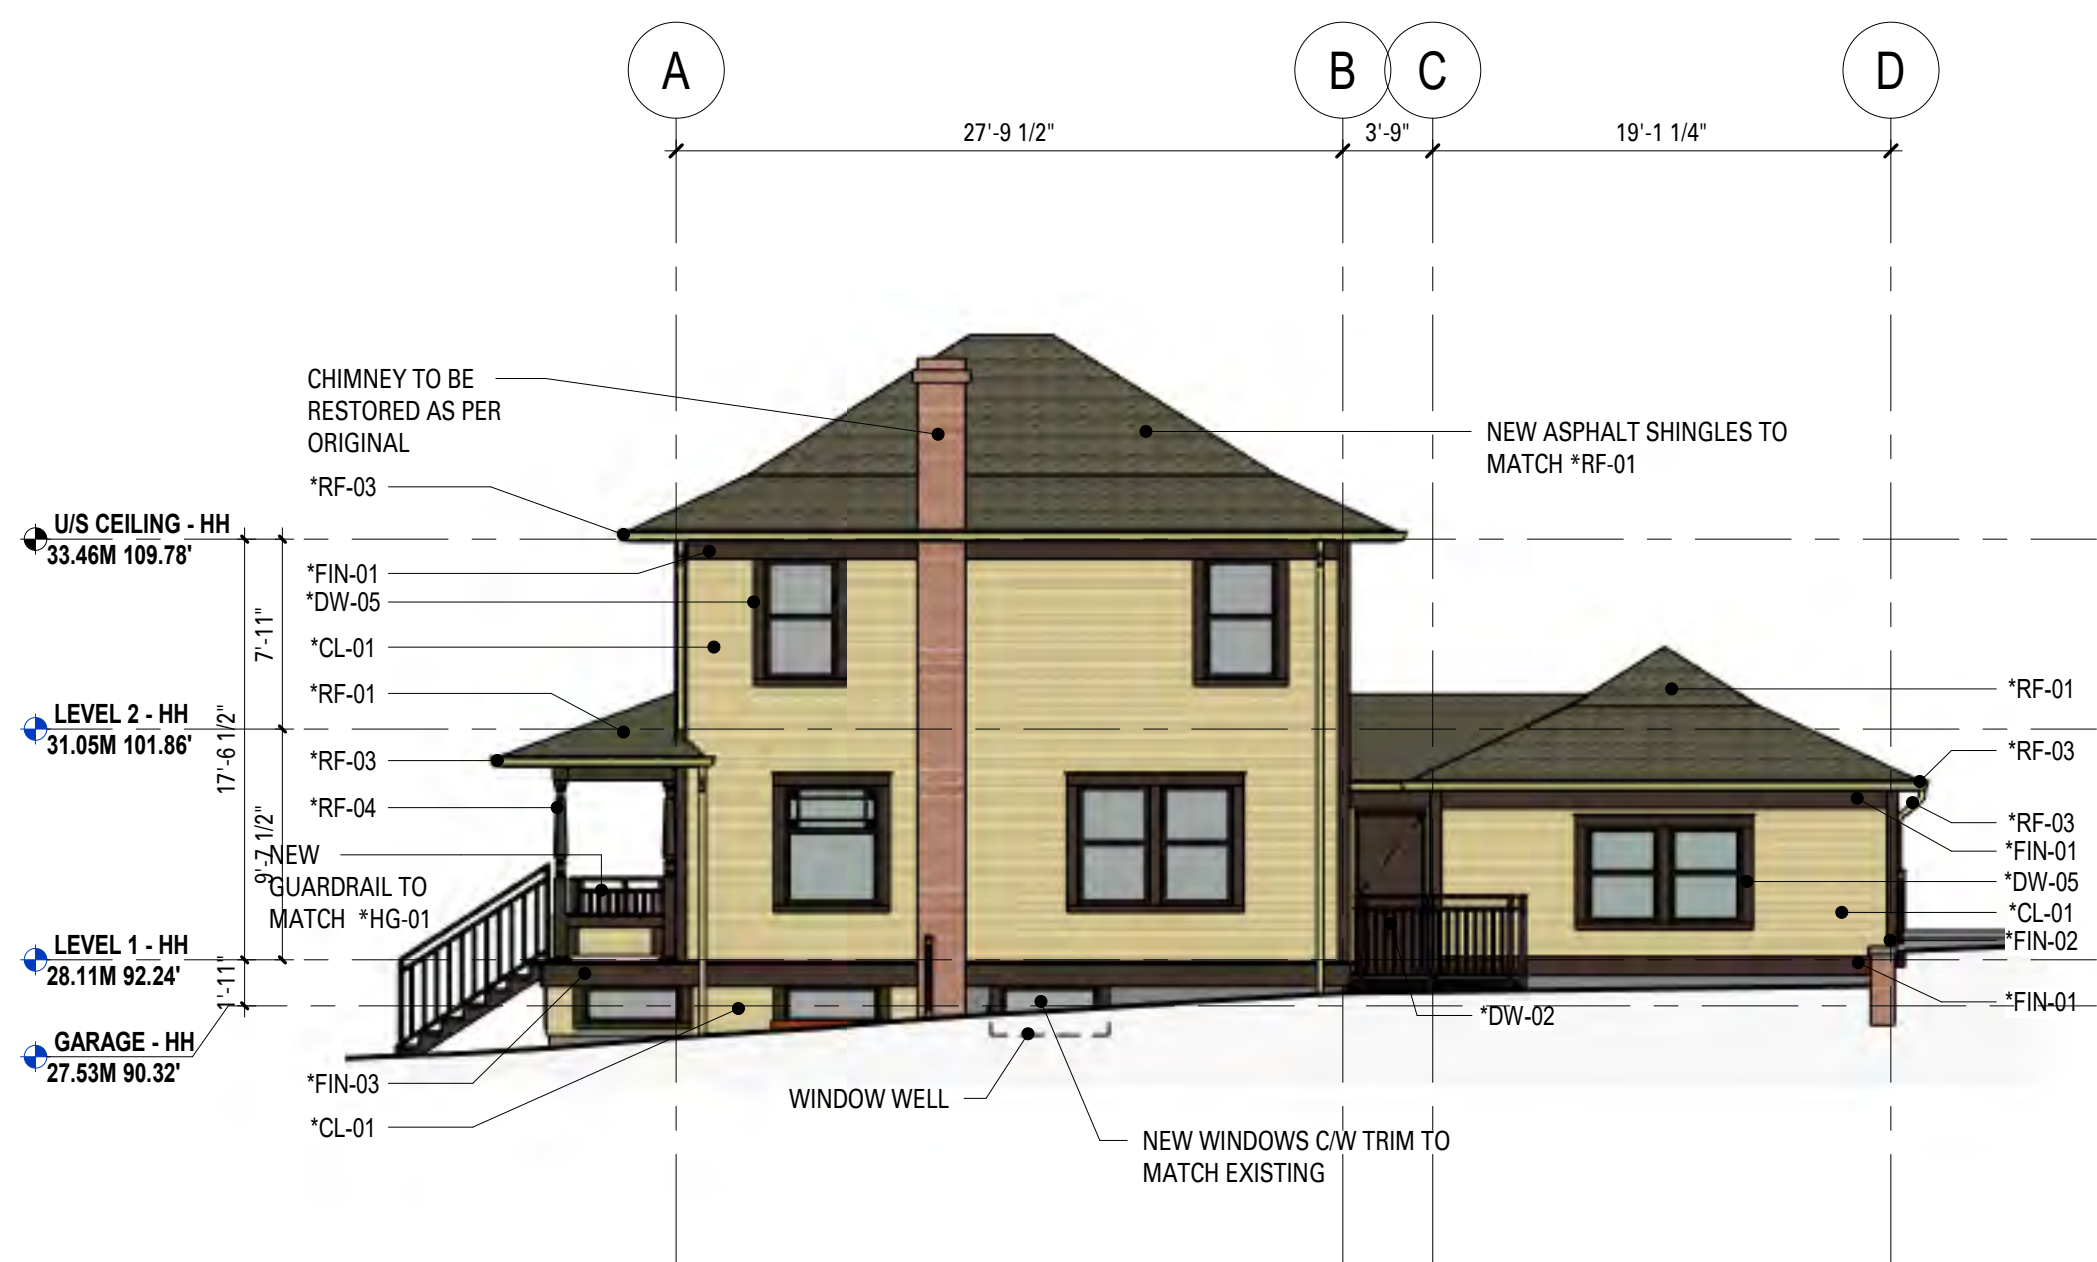 A
B
C
D
27'-9 1/2"
3'-9"
19'-1 1/4"
CHIMNEY TO BE
RESTORED AS PER
ORIGINAL
NEW ASPHALT SHINGLES TO
MATCH *RF-01
*RF-03
U/S CEILING - HH
33.46M 109.78'
*FIN-01
*DW-05
*CL-01
*RF-01
7'-11"
LEVEL 2 - HH
31.05M 101.86'
17'-6 1/2"
*RF-03
*RF-04
9'-7 1/2"
NEW
GUARDRAIL TO
MATCH *HG-01
LEVEL 1 - HH
28.11M 92.24'
1'-11"
GARAGE - HH
27.53M 90.32'
*FIN-03
*CL-01
WINDOW WELL
NEW WINDOWS C/W TRIM TO
MATCH EXISTING
*DW-02
*RF-01
*RF-03
*RF-03
*FIN-01
*DW-05
*CL-01
*FIN-02
*FIN-01